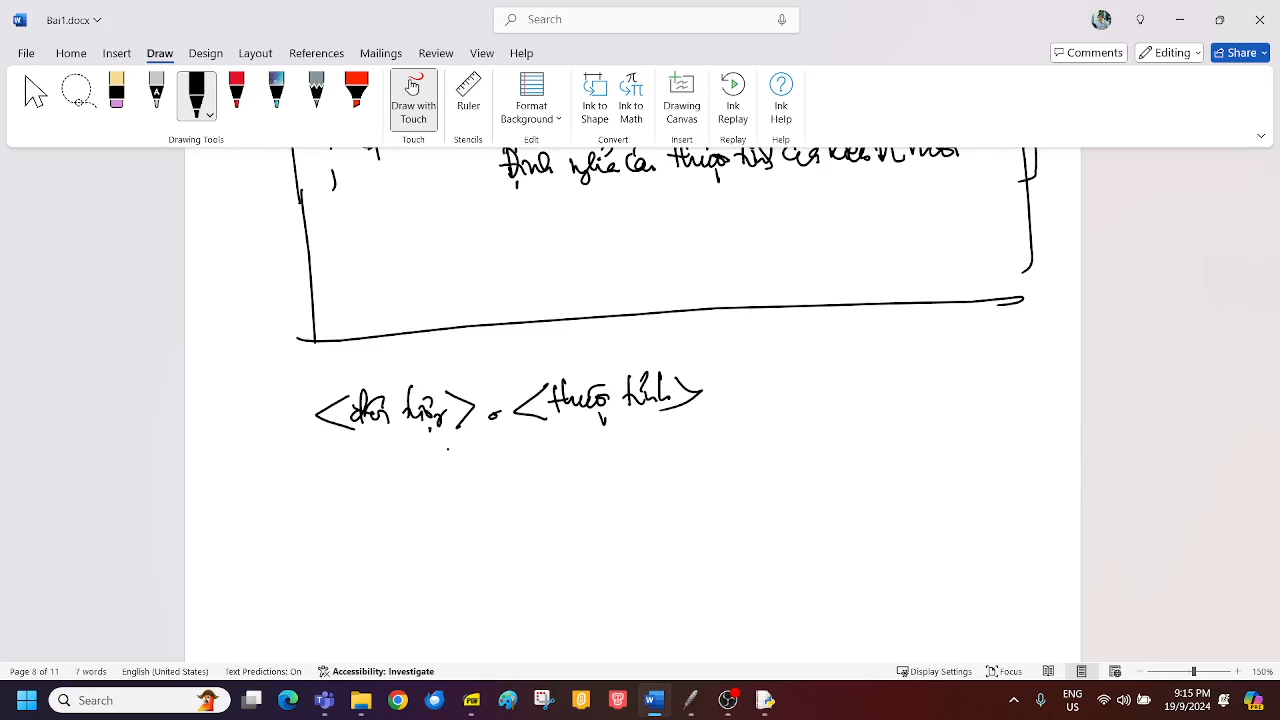 Bai1.docx
Search
File Home Insert Draw Design Layout References Mailings Review View Help
Comments Editing Share
Draw with Touch
Ruler
Format Background
Ink to Shape
Ink to Math
Drawing Canvas
Ink Replay
Ink Help
Drawing Tools Touch Stencils Edit Convert Insert Replay Help
Định nghĩa các thuộc tính của
<đối tượng>.<thuộc tính>
Page 8 of 11 7 words English (United States) Text Predictions: On Accessibility: Investigate Display Settings Focus 150%
Search
ENG US
9:15 PM
19/9/2024